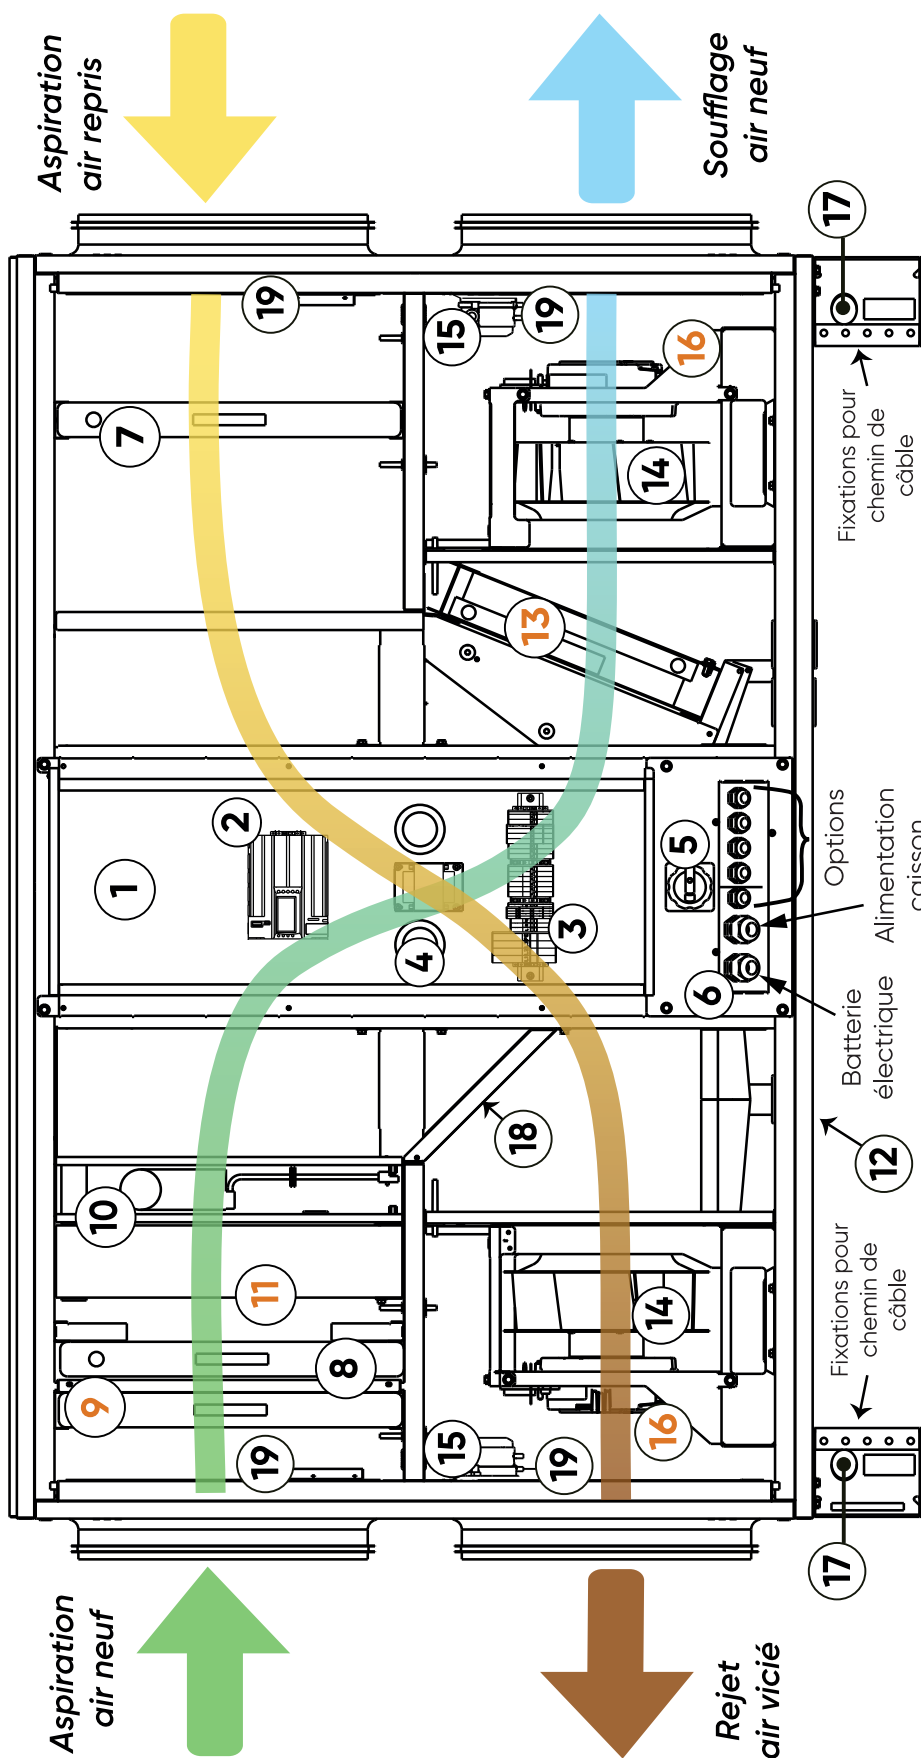 Aspiration
air neuf
Aspiration
air repris
9
10
1
7
2
19
11
19
8
4
15
15
18
13
19
3
19
14
14
16
16
5
6
Rejet
air vicié
Soufflage
air neuf
17
Fixations pour
chemin de
câble
12
Batterie
électrique
Alimentation
caisson
Options
Fixations pour
chemin de
câble
17